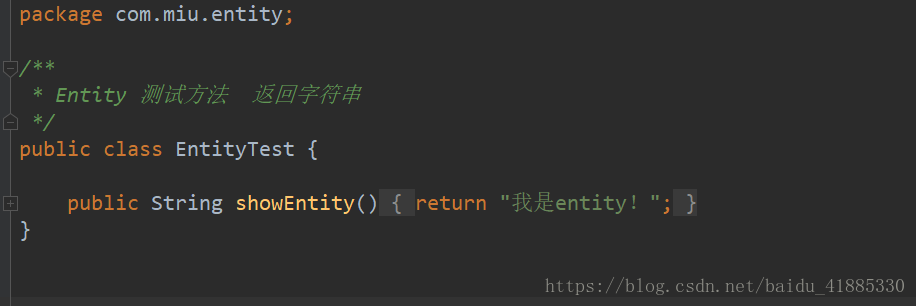 package com.miu.entity;
/**
 * Entity 测试方法  返回字符串
 */
public class EntityTest {
    public String showEntity() { return "我是entity！"; }
}
https://blog.csdn.net/baidu_41885330